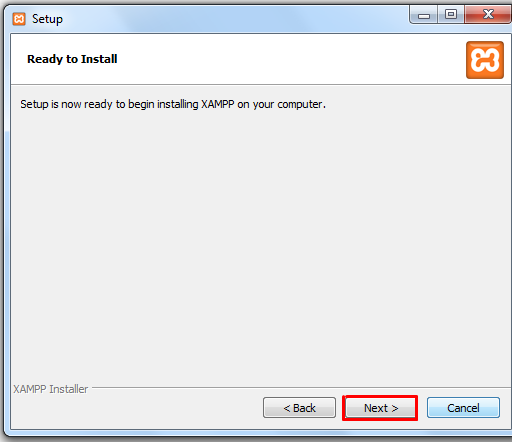 Setup
Ready to Install
Setup is now ready to begin installing XAMPP on your computer.
XAMPP Installer
< Back
Next >
Cancel